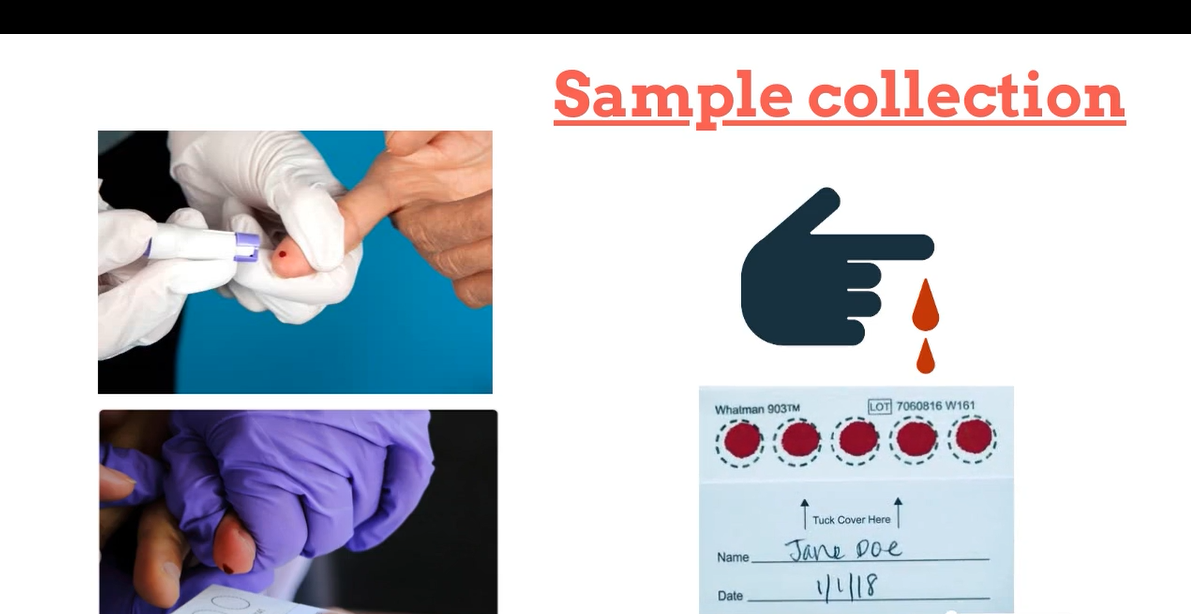 Sample collection
Whatman 903TM LOT 7060816 W161
Tuck Cover Here
Name Jane Doe
Date 1/1/18